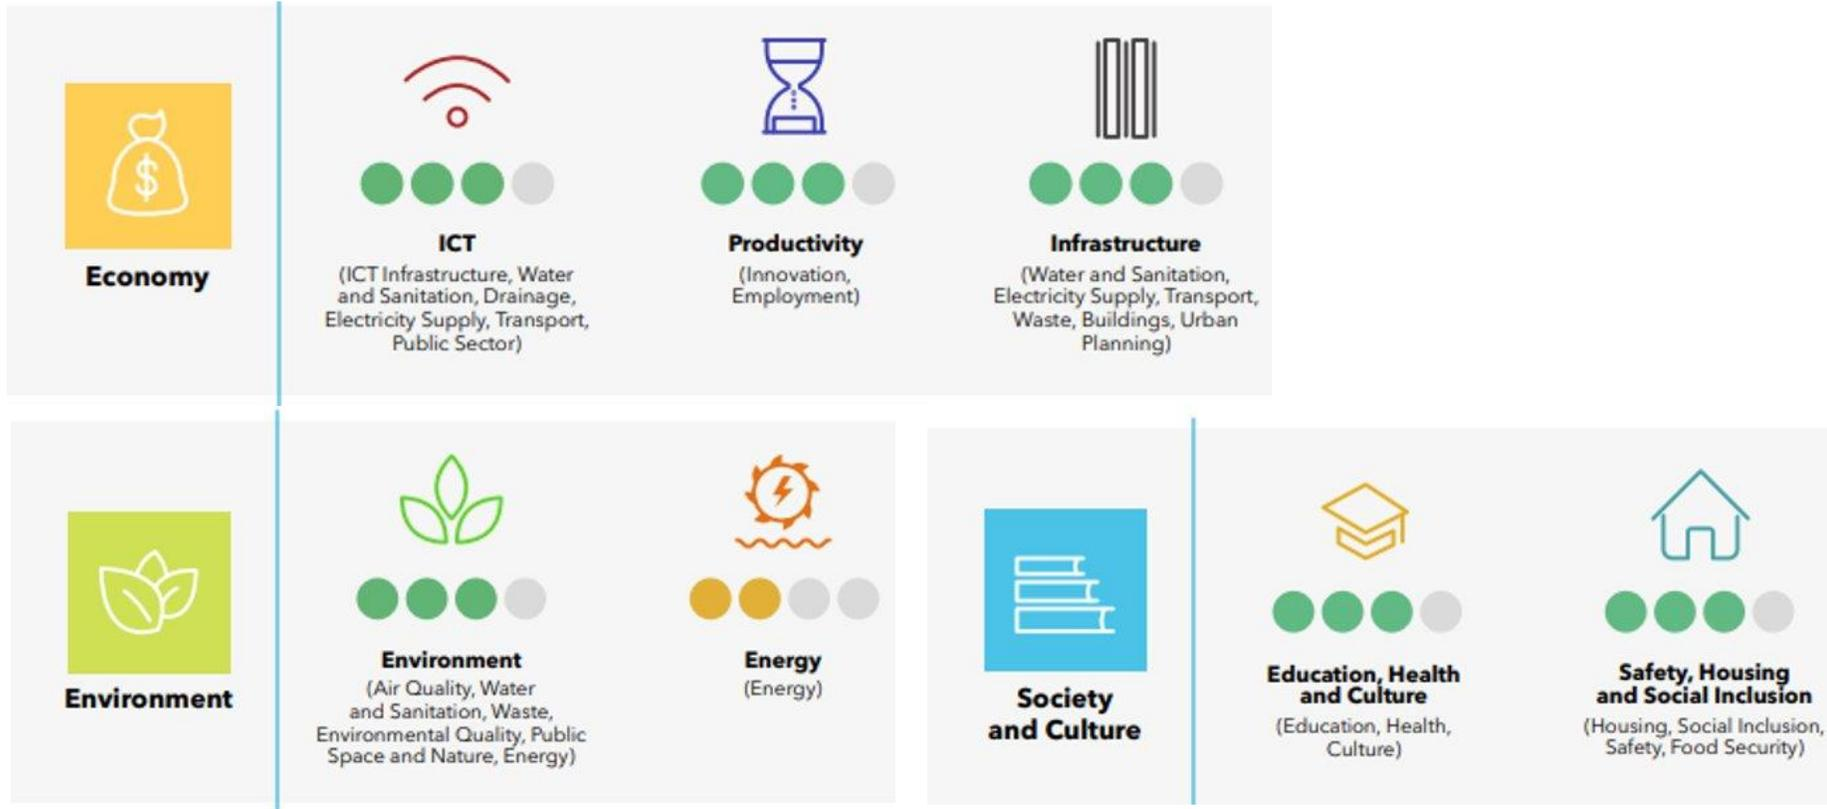 $
Economy
ICT
(ICT Infrastructure, Water
and Sanitation, Drainage,
Electricity Supply, Transport,
Public Sector)
Productivity
(Innovation,
Employment)
Infrastructure
(Water and Sanitation,
Electricity Supply, Transport,
Waste, Buildings, Urban
Planning)
Environment
Environment
(Air Quality, Water
and Sanitation, Waste,
Environmental Quality, Public
Space and Nature, Energy)
Energy
(Energy)
Society
and Culture
Education, Health
and Culture
(Education, Health,
Culture)
Safety, Housing
and Social Inclusion
(Housing, Social Inclusion,
Safety, Food Security)